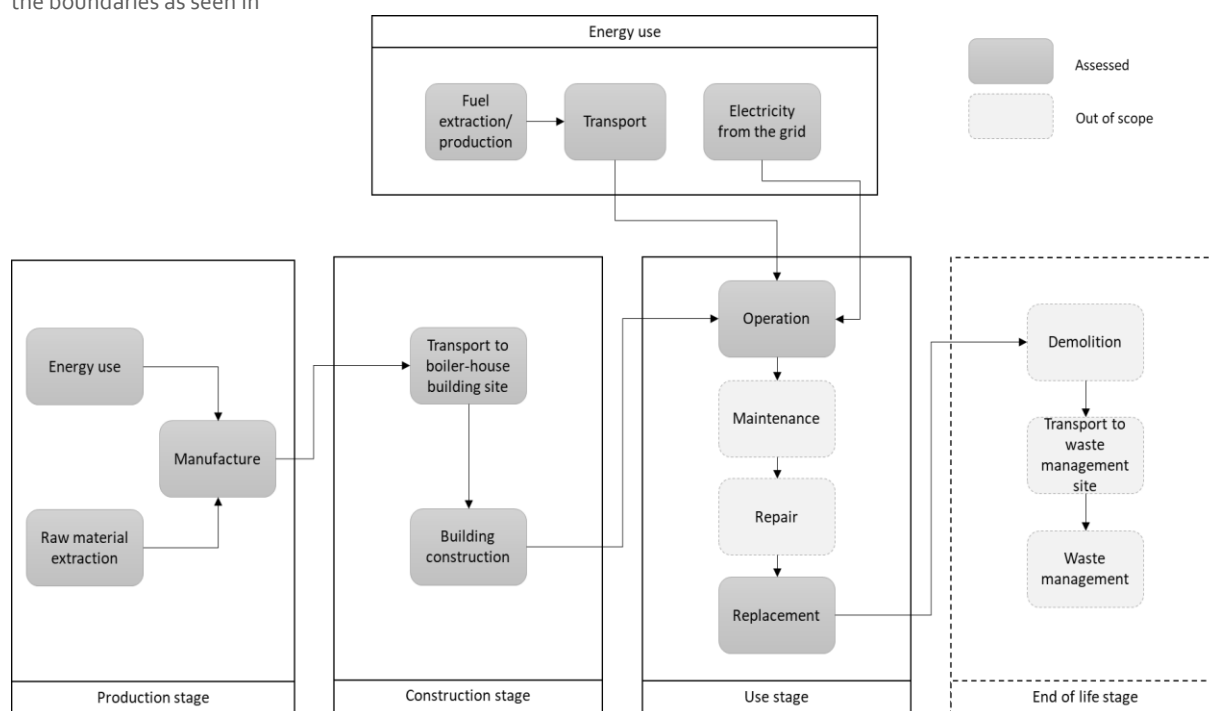 the boundaries as seen in
Energy use
Fuel
extraction/
production
Transport
Electricity
from the grid
Assessed
Out of scope
Energy use
Manufacture
Raw material
extraction
Production stage
Transport to
boiler-house
building site
Building
construction
Construction stage
Operation
Maintenance
Repair
Replacement
Use stage
Demolition
Transport to
waste
management
site
Waste
management
End of life stage